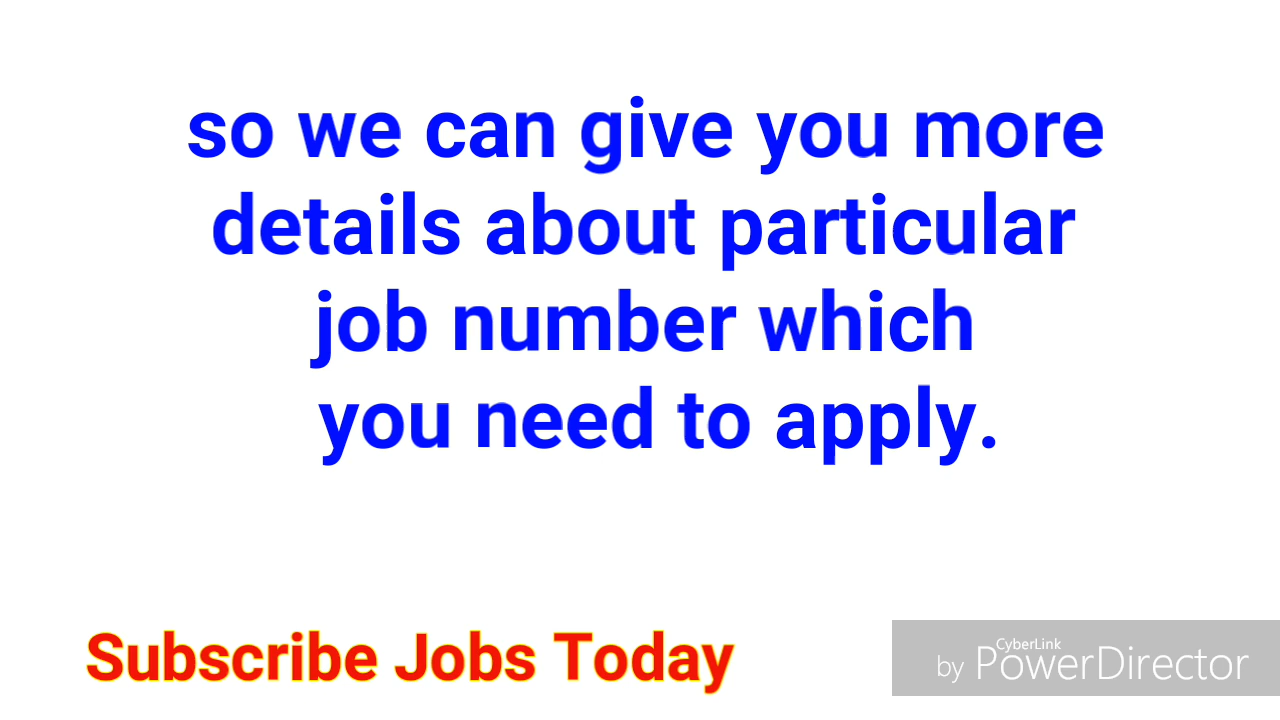 so we can give you more
details about particular
job number which
you need to apply.
Subscribe Jobs Today
CyberLink
by PowerDirector